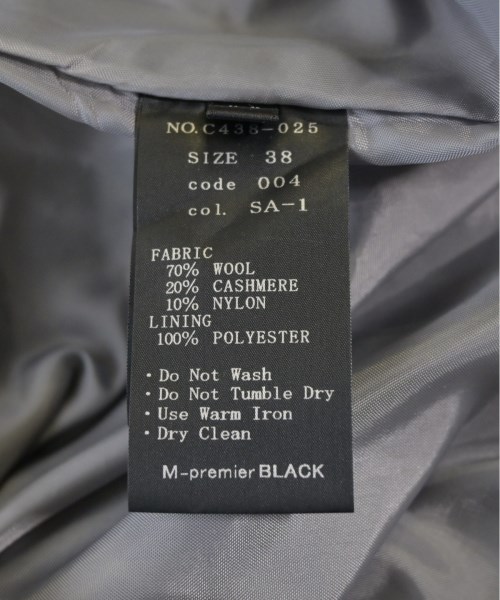 NO.C438-025
SIZE 38
code 004
col. SA-1
FABRIC
70% WOOL
20% CASHMERE
10% NYLON
LINING
100% POLYESTER
・Do Not Wash
・Do Not Tumble Dry
・Use Warm Iron
・Dry Clean
M-premier BLACK